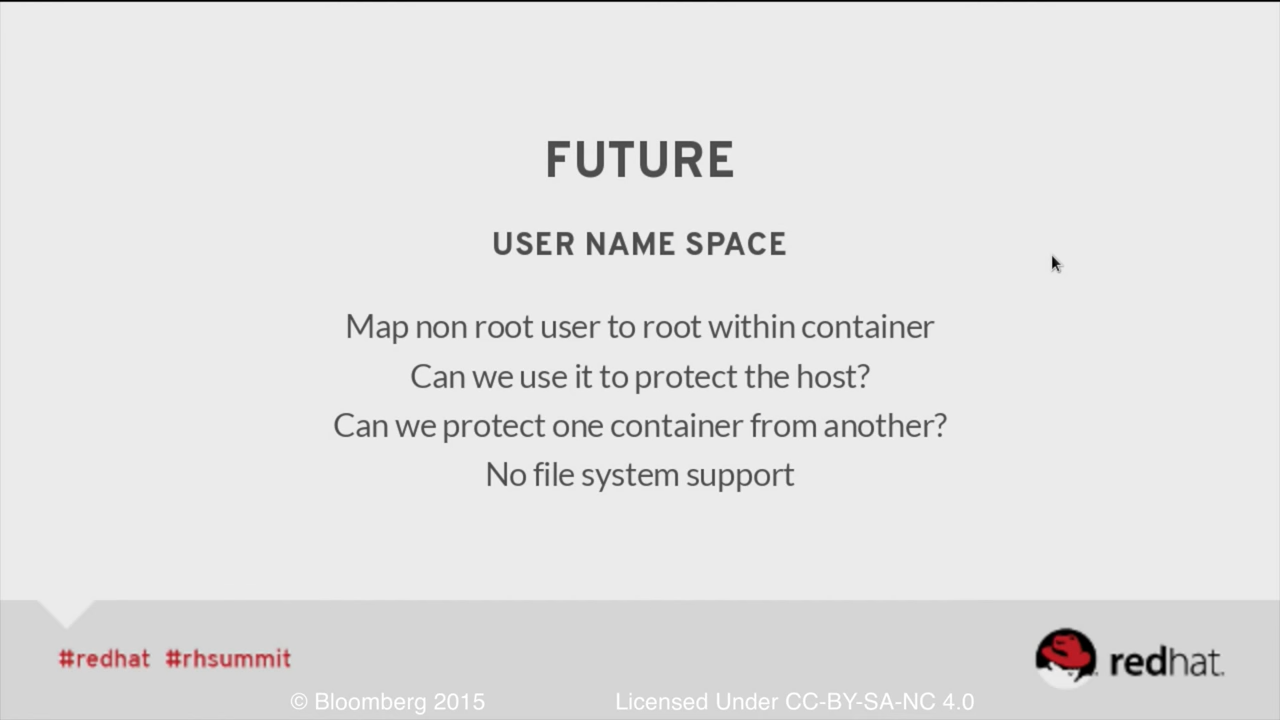 FUTURE
USER NAME SPACE
Map non root user to root within container
Can we use it to protect the host?
Can we protect one container from another?
No file system support
#redhat #rhsummit
redhat.
© Bloomberg 2015 Licensed Under CC-BY-SA-NC 4.0